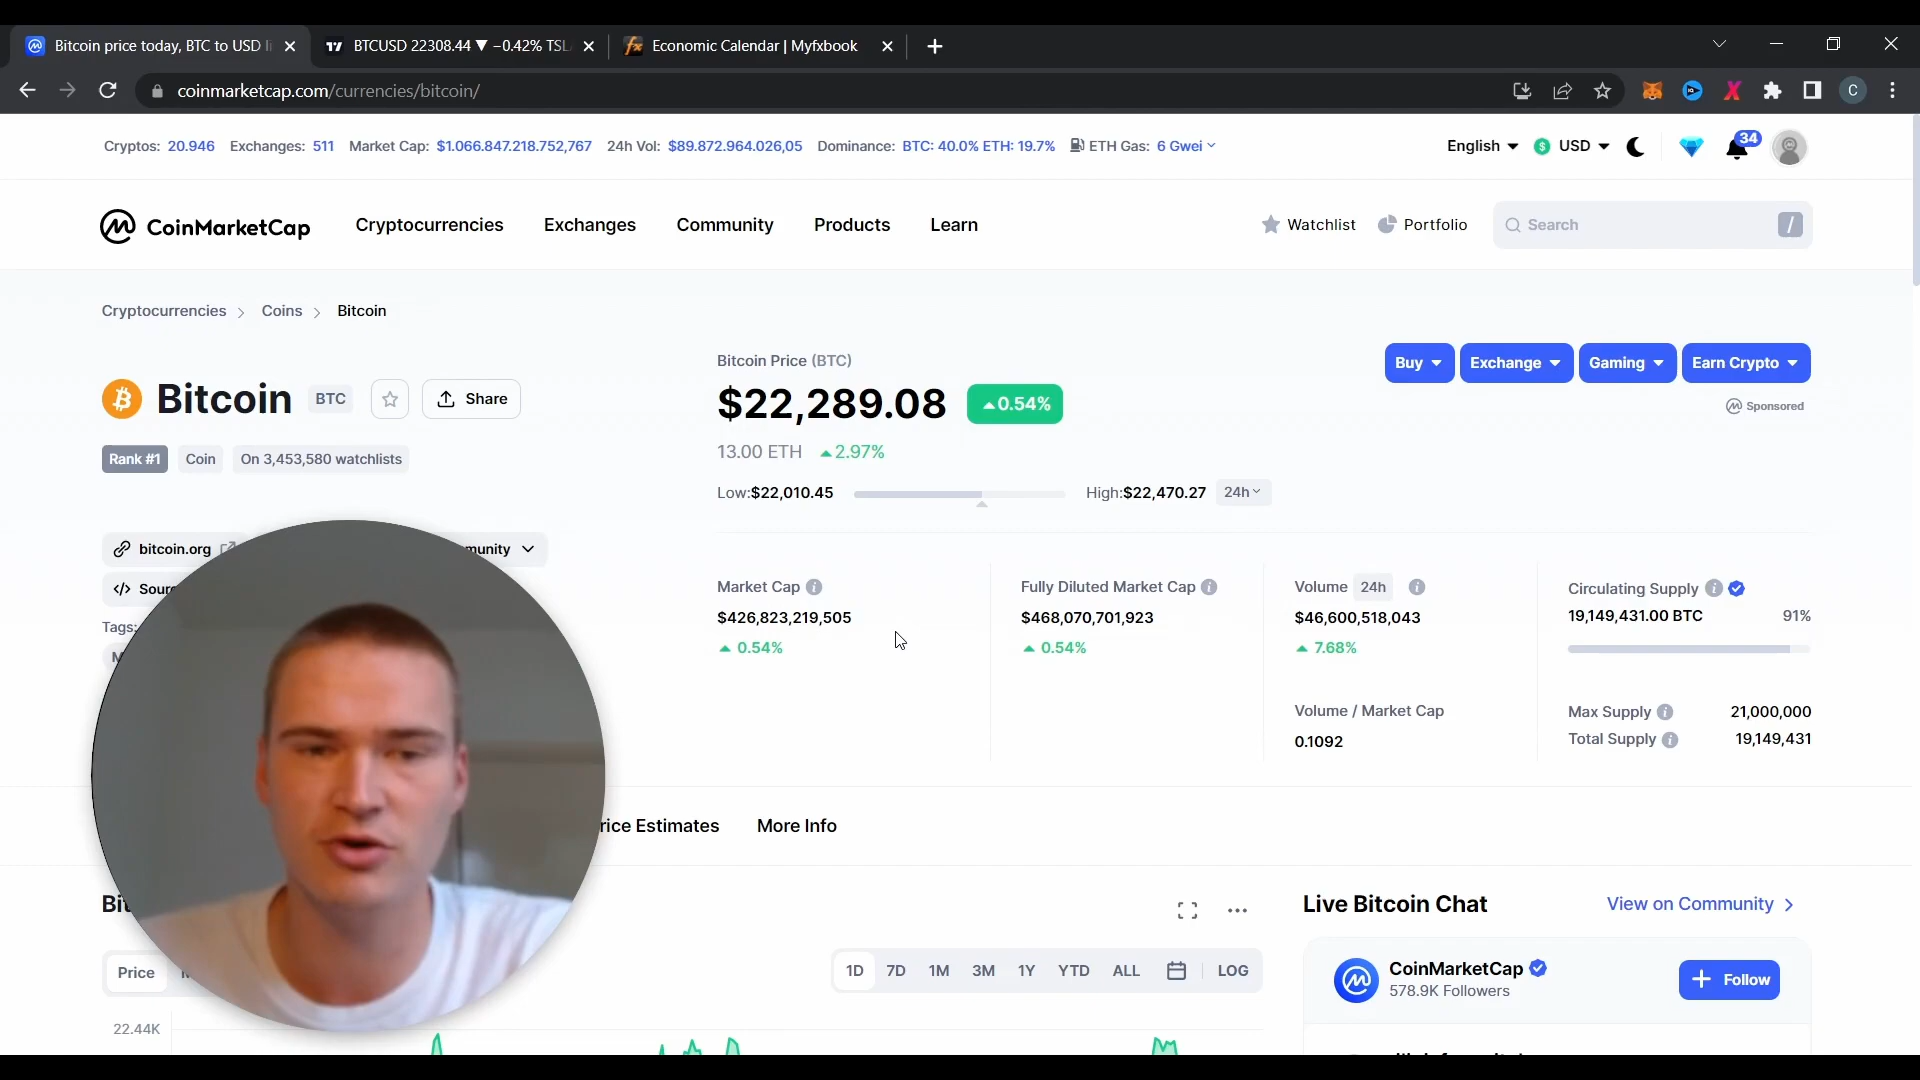 Bitcoin price today, BTC to USD li
BTCUSD 22308.44 ▼ −0.42% TSL
Economic Calendar | Myfxbook
coinmarketcap.com/currencies/bitcoin/
C
Cryptos: 20.946 Exchanges: 511 Market Cap: $1.066.847.218.752,767 24h Vol: $89.872.964.026,05 Dominance: BTC: 40.0% ETH: 19.7% ETH Gas: 6 Gwei
English USD 34
CoinMarketCap Cryptocurrencies Exchanges Community Products Learn Watchlist Portfolio Search /
Cryptocurrencies > Coins > Bitcoin
Bitcoin Price (BTC)
Buy Exchange Gaming Earn Crypto
Bitcoin BTC Share
$22,289.08 0.54%
Sponsored
13.00 ETH 2.97%
Rank #1 Coin On 3,453,580 watchlists
Low:$22,010.45 High:$22,470.27 24h
bitcoin.org munity
</> Sourc
Tags:
M
Market Cap
$426,823,219,505
0.54%
Fully Diluted Market Cap
$468,070,701,923
0.54%
Volume 24h
$46,600,518,043
7.68%
Volume / Market Cap
0.1092
Circulating Supply
19,149,431.00 BTC 91%
Max Supply 21,000,000
Total Supply 19,149,431
rice Estimates More Info
Bit
Price
1D 7D 1M 3M 1Y YTD ALL LOG
22.44K
Live Bitcoin Chat View on Community >
CoinMarketCap
578.9K Followers
+ Follow